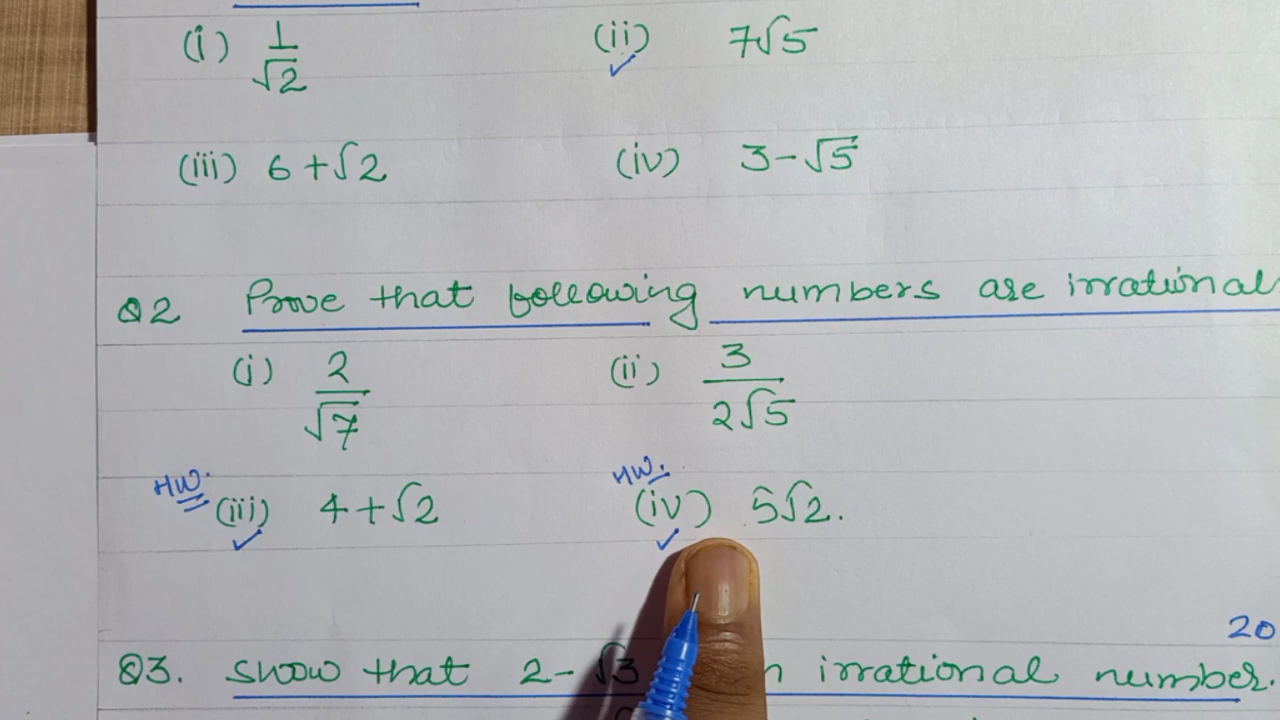 (i) 1/√2 (ii) 7√5
(iii) 6+√2 (iv) 3-√5
Q2 Prove that following numbers are irrational
(i) 2/√7 (ii) 3/2√5
HW. HW.
(iii) 4+√2 (iv) 5√2.
20
Q3. Show that 2-√3 n irrational number.